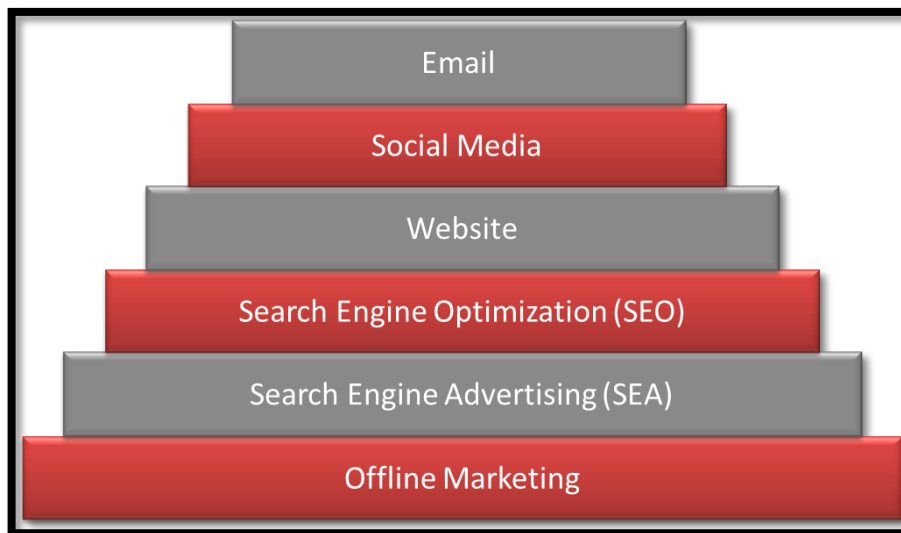 Email
Social Media
Website
Search Engine Optimization (SEO)
Search Engine Advertising (SEA)
Offline Marketing